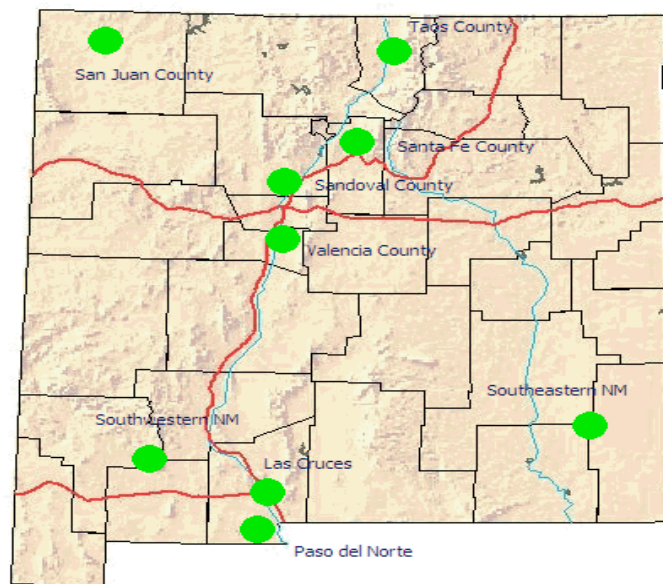 Taos County
San Juan County
Santa Fe County
Sandoval County
Valencia County
Southeastern NM
Southwestern NM
Las Cruces
Paso del Norte